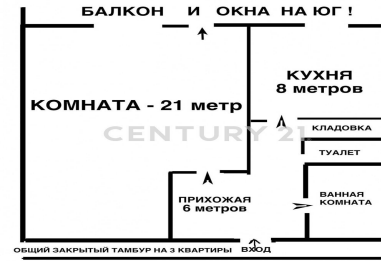 БАЛКОН И ОКНА НА ЮГ !
КУХНЯ
8 метров
КОМНАТА - 21 метр
CENTURY 21
КЛАДОВКА
ТУАЛЕТ
ПРИХОЖАЯ
6 метров
ВАННАЯ
КОМНАТА
ОБЩИЙ ЗАКРЫТЫЙ ТАМБУР НА 3 КВАРТИРЫ ВХОД